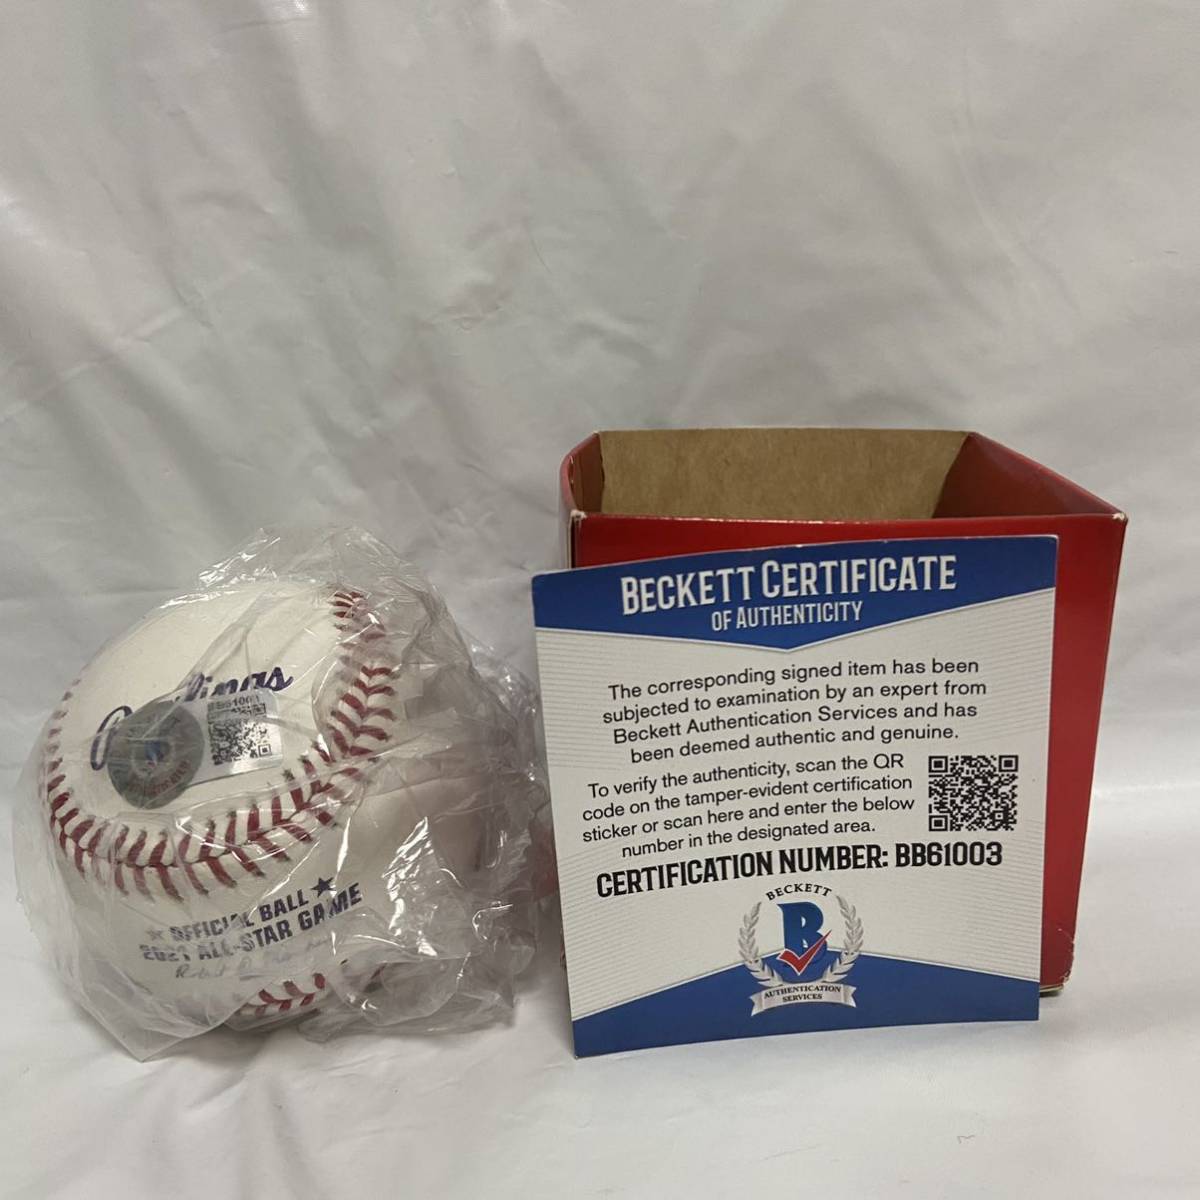 Rawlings
OFFICIAL BALL
2021 ALL-STAR GAME
BECKETT CERTIFICATE
OF AUTHENTICITY
The corresponding signed item has been
subjected to examination by an expert from
Beckett Authentication Services and has
been deemed authentic and genuine.
To verify the authenticity, scan the QR
code on the tamper-evident certification
sticker or scan here and enter the below
number in the designated area.
CERTIFICATION NUMBER: BB61003
BECKETT
B
AUTHENTICATION
SERVICES